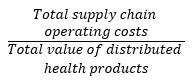 Total supply chain
operating costs
Total value of distributed
health products